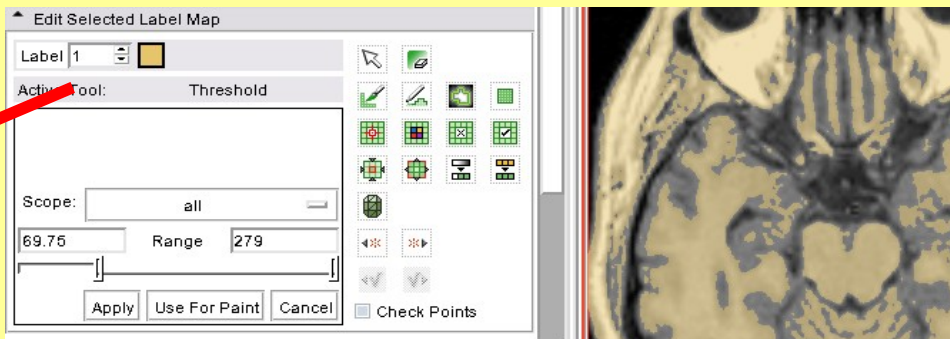 Edit Selected Label Map
Label 1
Active Tool: Threshold
Scope: all
69.75 Range 279
Apply Use For Paint Cancel
Check Points